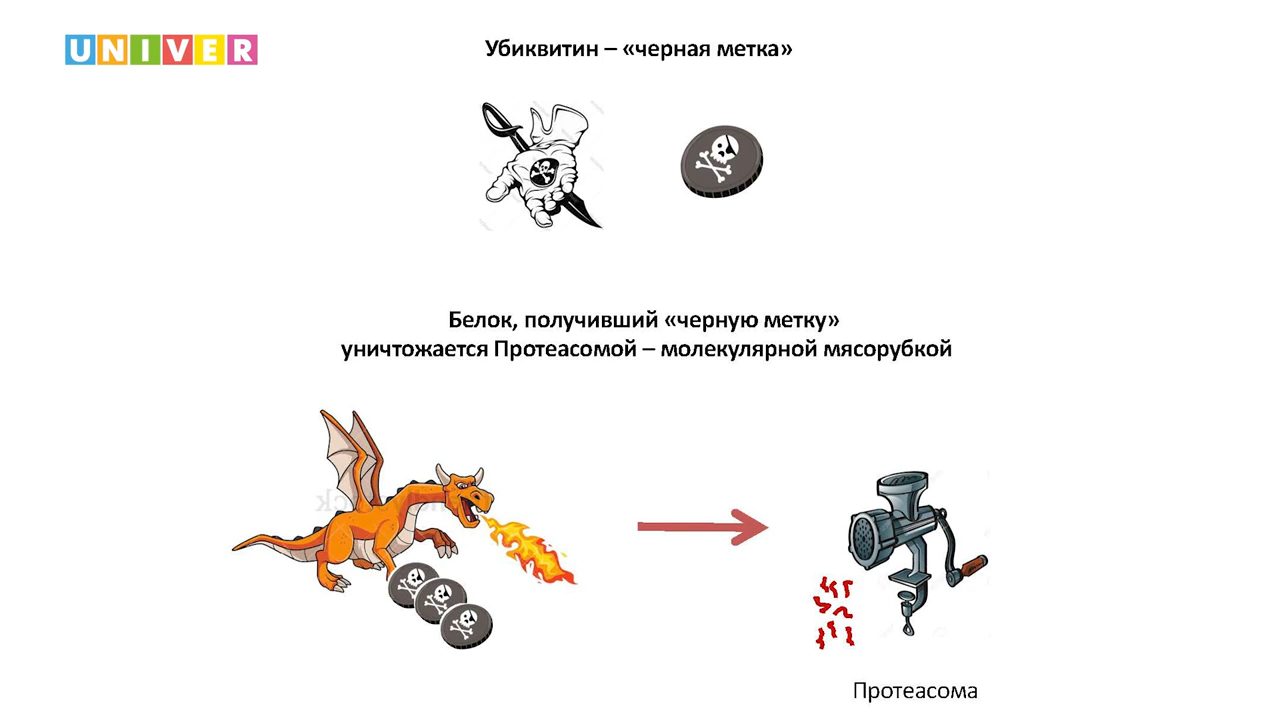 UNIVER
Убиквитин – «черная метка»
Белок, получивший «черную метку»
уничтожается Протеасомой – молекулярной мясорубкой
Протеасома